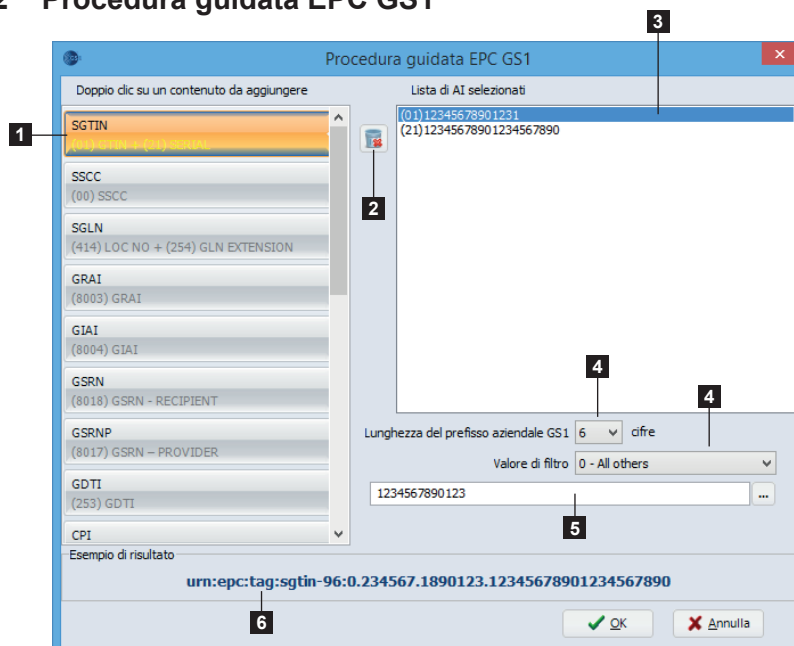 2 Procedura guidata EPC GS1
3
Procedura guidata EPC GS1
Doppio clic su un contenuto da aggiungere
Lista di AI selezionati
1
SGTIN
(01) GTIN + (21) SERIAL
2
(01)12345678901231
(21)12345678901234567890
SSCC
(00) SSCC
SGLN
(414) LOC NO + (254) GLN EXTENSION
GRAI
(8003) GRAI
GIAI
(8004) GIAI
GSRN
(8018) GSRN - RECIPIENT
GSRNP
(8017) GSRN – PROVIDER
GDTI
(253) GDTI
CPI
4
4
Lunghezza del prefisso aziendale GS1 6 cifre
Valore di filtro 0 - All others
1234567890123 ...
5
Esempio di risultato
urn:epc:tag:sgtin-96:0.234567.1890123.12345678901234567890
6
OK Annulla